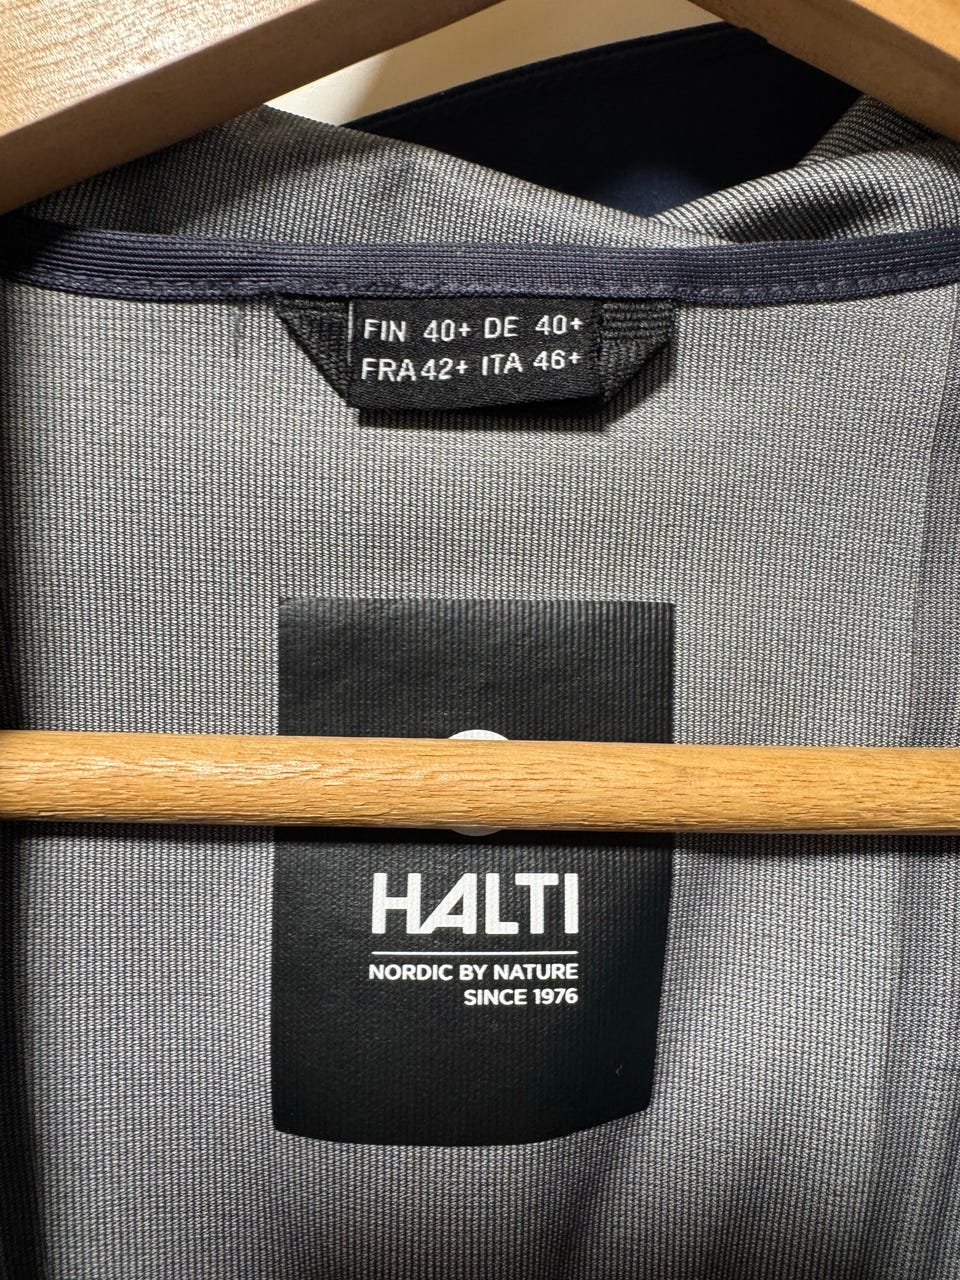 FIN 40+ DE 40+
FRA 42+ ITA 46+
HALTI
NORDIC BY NATURE
SINCE 1976